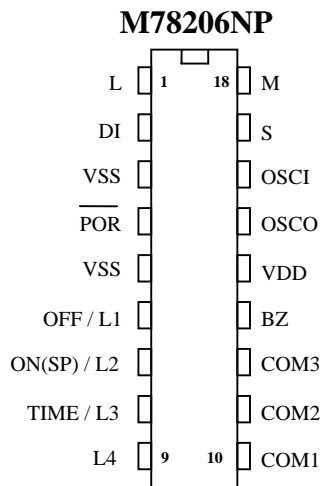 M78206NP
L 1 18 M
DI S
VSS OSCI
POR OSCO
VSS VDD
OFF / L1 BZ
ON(SP) / L2 COM3
TIME / L3 COM2
L4 9 10 COM1